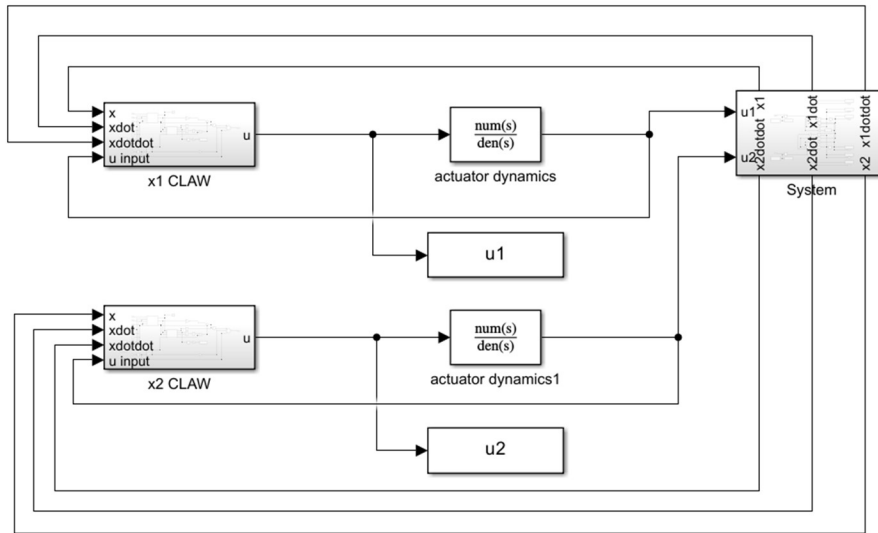 x
xdot
xdotdot
u input
u
x1 CLAW
num(s)
den(s)
actuator dynamics
u1
u2
x1
x1dot
x1dotdot
x2dotdot
x2dot
x2
System
u1
x
xdot
xdotdot
u input
u
x2 CLAW
num(s)
den(s)
actuator dynamics1
u2